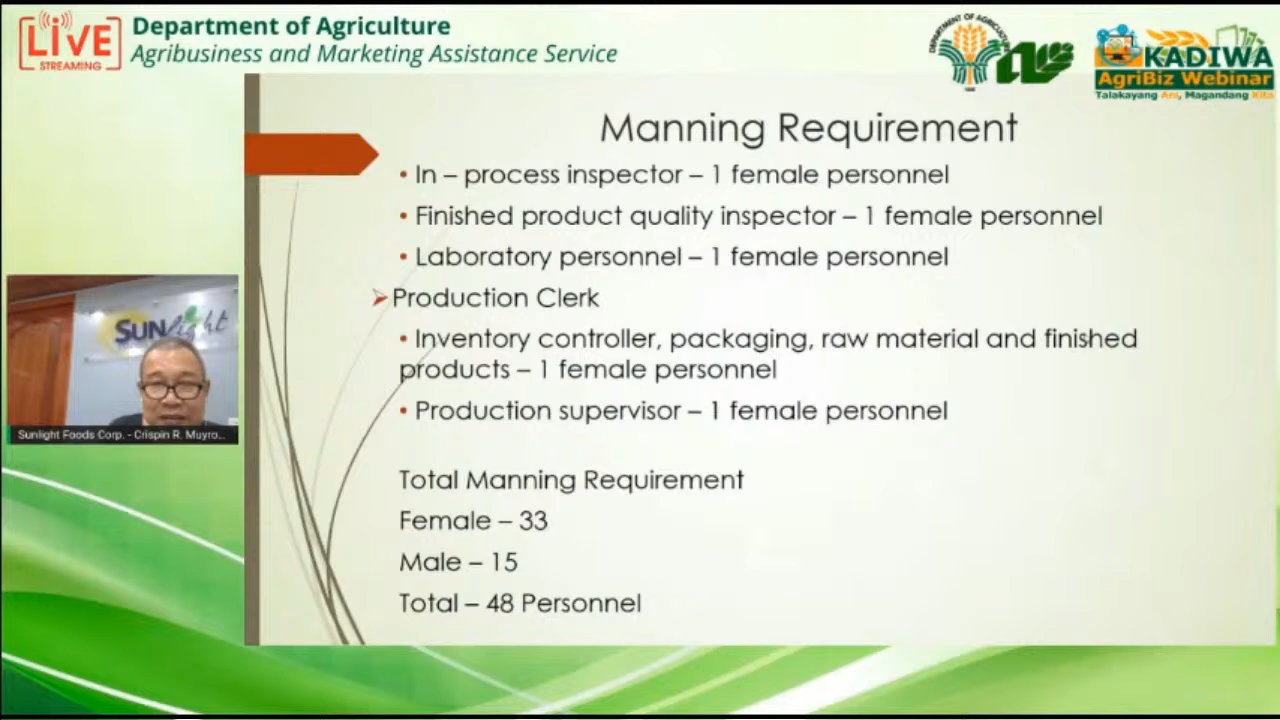 LiVE
STREAMING
Department of Agriculture
Agribusiness and Marketing Assistance Service
DEPARTMENT OF AGRICULTURE
KADIWA
AgriBiz Webinar
Talakayang Ani, Magandang Kita
Manning Requirement
• In – process inspector – 1 female personnel
• Finished product quality inspector – 1 female personnel
• Laboratory personnel – 1 female personnel
➢ Production Clerk
• Inventory controller, packaging, raw material and finished
products – 1 female personnel
• Production supervisor – 1 female personnel
Total Manning Requirement
Female – 33
Male – 15
Total – 48 Personnel
SUNlight
Sunlight Foods Corp. - Crispin R. Muyro...